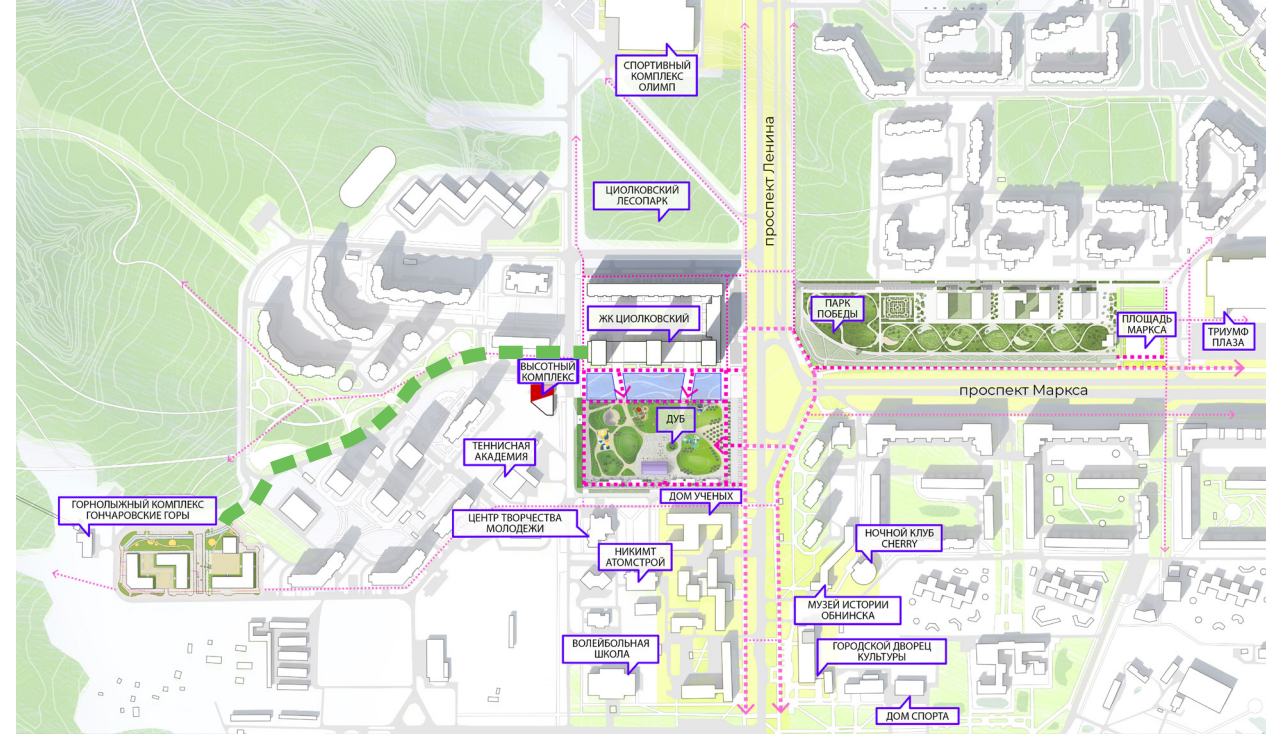 СПОРТИВНЫЙ
КОМПЛЕКС
ОЛИМП
проспект Ленина
ЦИОЛКОВСКИЙ
ЛЕСОПАРК
ПАРК
ПОБЕДЫ
ЖК ЦИОЛКОВСКИЙ
ПЛОЩАДЬ
МАРКСА
ТРИУМФ
ПЛАЗА
ВЫСОТНЫЙ
КОМПЛЕКС
проспект Маркса
ДУБ
ТЕННИСНАЯ
АКАДЕМИЯ
ДОМ УЧЕНЫХ
ГОРНОЛЫЖНЫЙ КОМПЛЕКС
ГОНЧАРОВСКИЕ ГОРЫ
ЦЕНТР ТВОРЧЕСТВА
МОЛОДЕЖИ
НОЧНОЙ КЛУБ
CHERRY
НИКИМТ
АТОМСТРОЙ
МУЗЕЙ ИСТОРИИ
ОБНИНСКА
ВОЛЕЙБОЛЬНАЯ
ШКОЛА
ГОРОДСКОЙ ДВОРЕЦ
КУЛЬТУРЫ
ДОМ СПОРТА